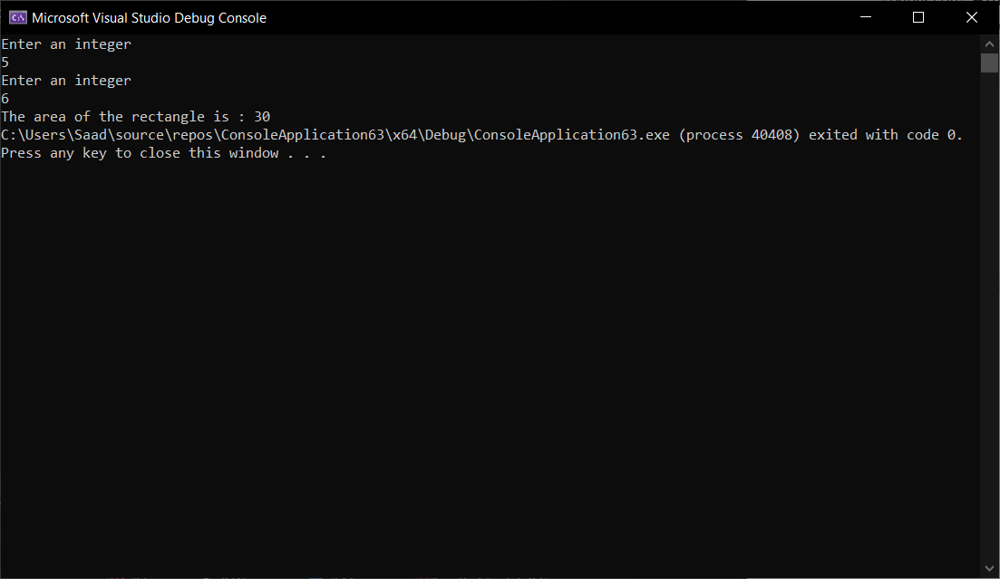 Microsoft Visual Studio Debug Console
Enter an integer
5
Enter an integer
6
The area of the rectangle is : 30
C:\Users\Saad\source\repos\ConsoleApplication63\x64\Debug\ConsoleApplication63.exe (process 40408) exited with code 0.
Press any key to close this window . . .